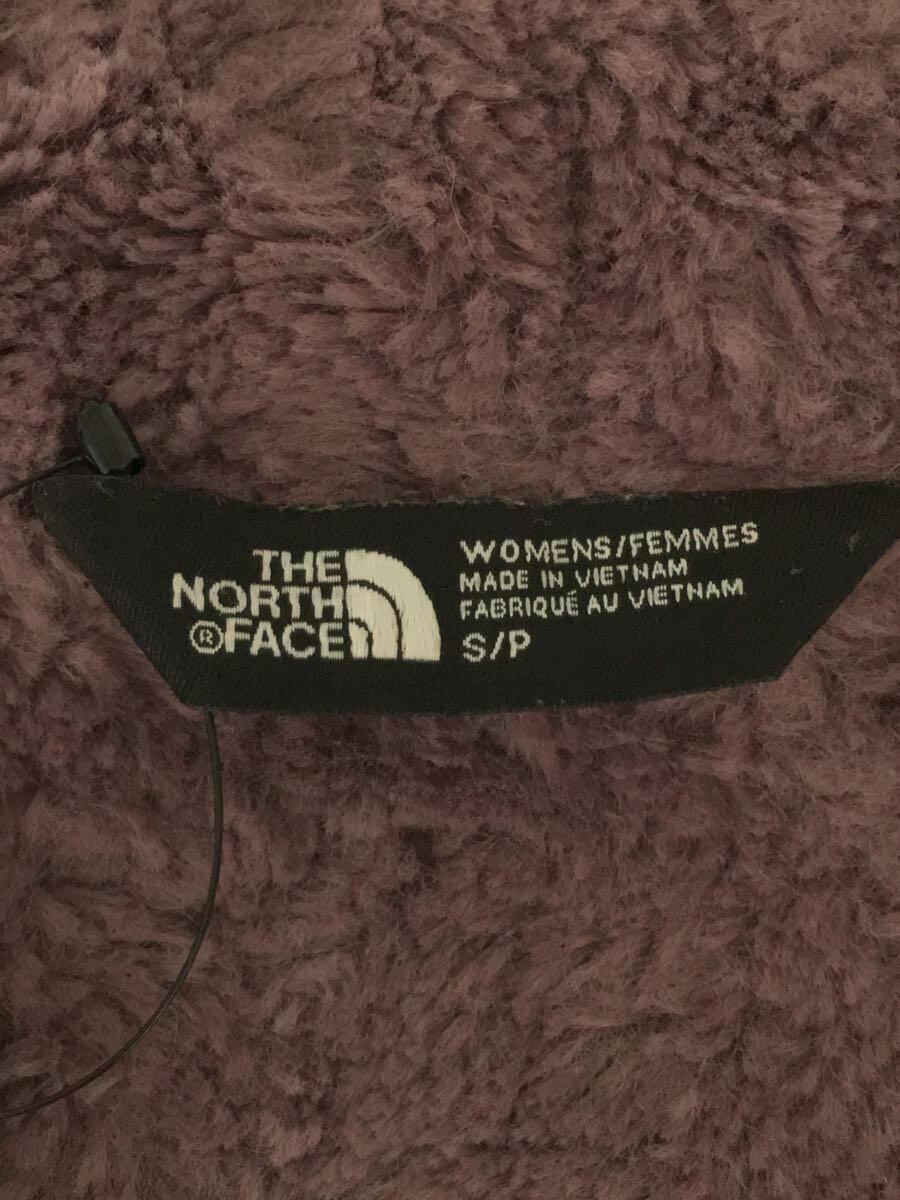 THE
NORTH
®FACE
WOMENS/FEMMES
MADE IN VIETNAM
FABRIQUÉ AU VIETNAM
S/P